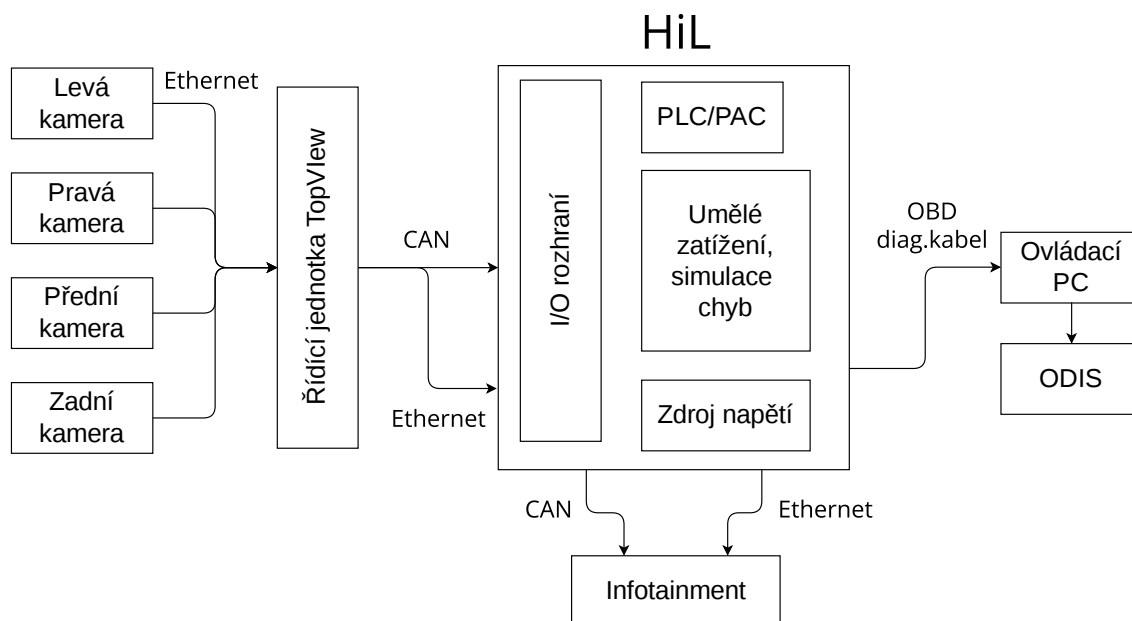 HiL
Levá
kamera
Ethernet
Pravá
kamera
Přední
kamera
Zadní
kamera
Řídící jednotka TopVIew
CAN
Ethernet
I/O rozhraní
PLC/PAC
Umělé
zatížení,
simulace
chyb
Zdroj napětí
OBD
diag.kabel
Ovládací
PC
ODIS
CAN
Ethernet
Infotainment